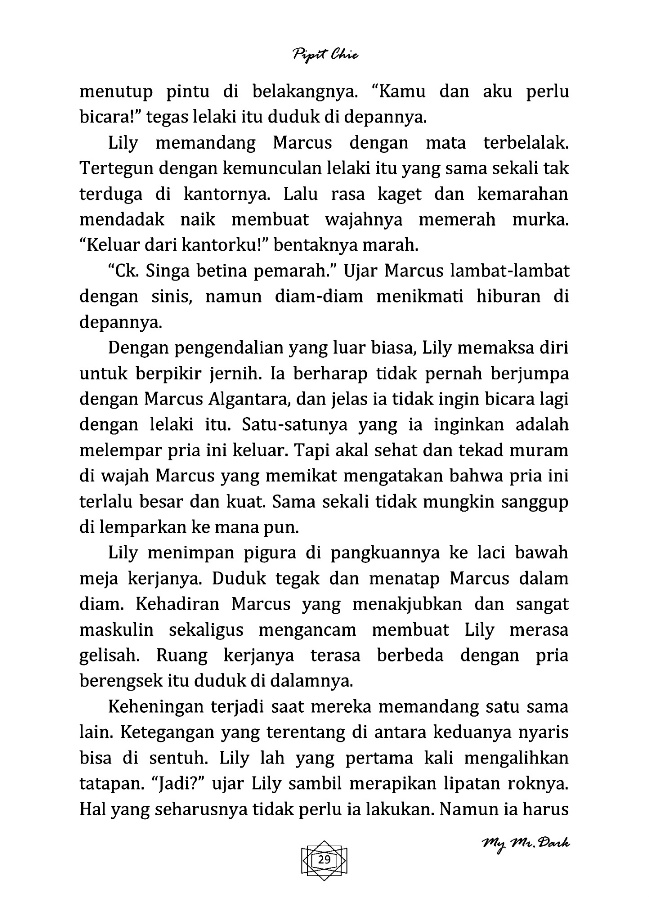 Pipit Chie
menutup pintu di belakangnya. “Kamu dan aku perlu
bicara!” tegas lelaki itu duduk di depannya.
Lily memandang Marcus dengan mata terbelalak.
Tertegun dengan kemunculan lelaki itu yang sama sekali tak
terduga di kantornya. Lalu rasa kaget dan kemarahan
mendadak naik membuat wajahnya memerah murka.
“Keluar dari kantorku!” bentaknya marah.
“Ck. Singa betina pemarah.” Ujar Marcus lambat-lambat
dengan sinis, namun diam-diam menikmati hiburan di
depannya.
Dengan pengendalian yang luar biasa, Lily memaksa diri
untuk berpikir jernih. Ia berharap tidak pernah berjumpa
dengan Marcus Algantara, dan jelas ia tidak ingin bicara lagi
dengan lelaki itu. Satu-satunya yang ia inginkan adalah
melempar pria ini keluar. Tapi akal sehat dan tekad muram
di wajah Marcus yang memikat mengatakan bahwa pria ini
terlalu besar dan kuat. Sama sekali tidak mungkin sanggup
di lemparkan ke mana pun.
Lily menimpan pigura di pangkuannya ke laci bawah
meja kerjanya. Duduk tegak dan menatap Marcus dalam
diam. Kehadiran Marcus yang menakjubkan dan sangat
maskulin sekaligus mengancam membuat Lily merasa
gelisah. Ruang kerjanya terasa berbeda dengan pria
berengsek itu duduk di dalamnya.
Keheningan terjadi saat mereka memandang satu sama
lain. Ketegangan yang terentang di antara keduanya nyaris
bisa di sentuh. Lily lah yang pertama kali mengalihkan
tatapan. “Jadi?” ujar Lily sambil merapikan lipatan roknya.
Hal yang seharusnya tidak perlu ia lakukan. Namun ia harus
My Mr. Dark
29